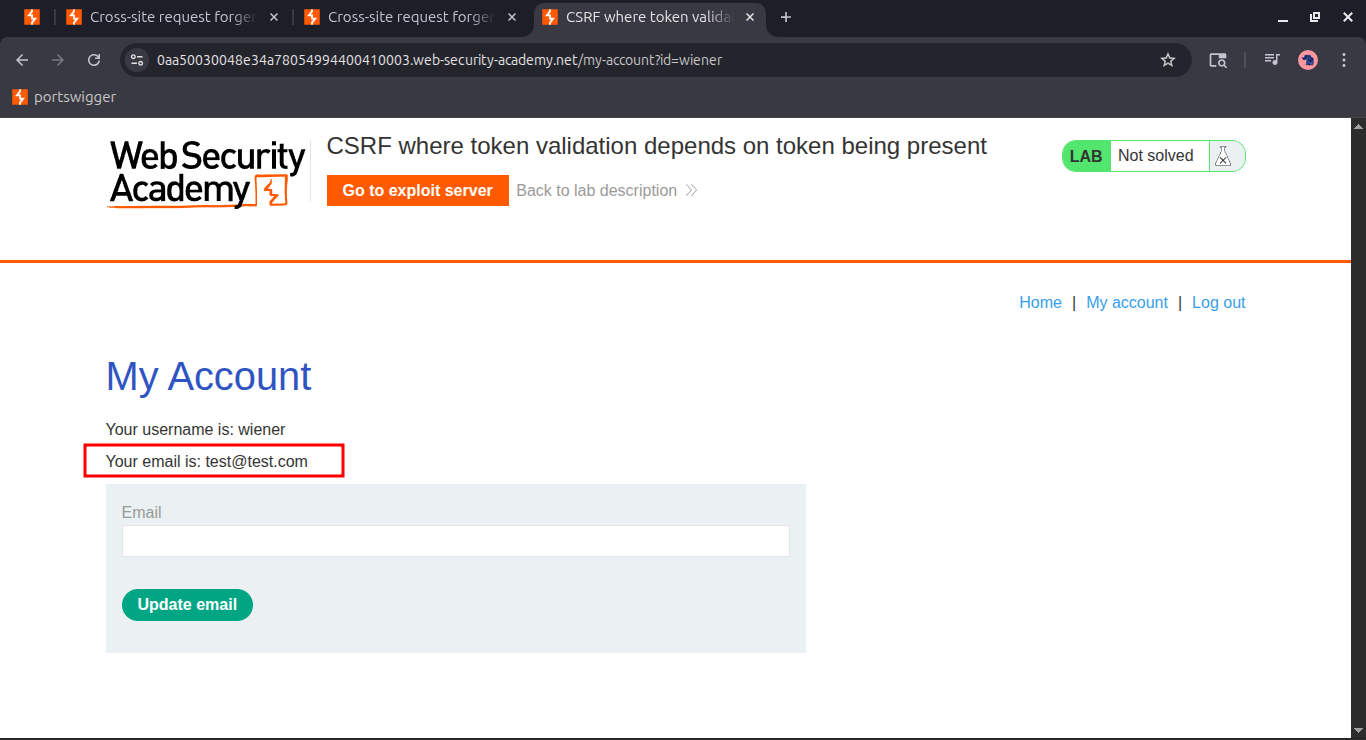 Cross-site request forger
Cross-site request forger
CSRF where token valida
0aa50030048e34a78054994400410003.web-security-academy.net/my-account?id=wiener
portswigger
Web Security
Academy
CSRF where token validation depends on token being present
Go to exploit server
Back to lab description
LAB
Not solved
Home | My account | Log out
My Account
Your username is: wiener
Your email is: test@test.com
Email
Update email